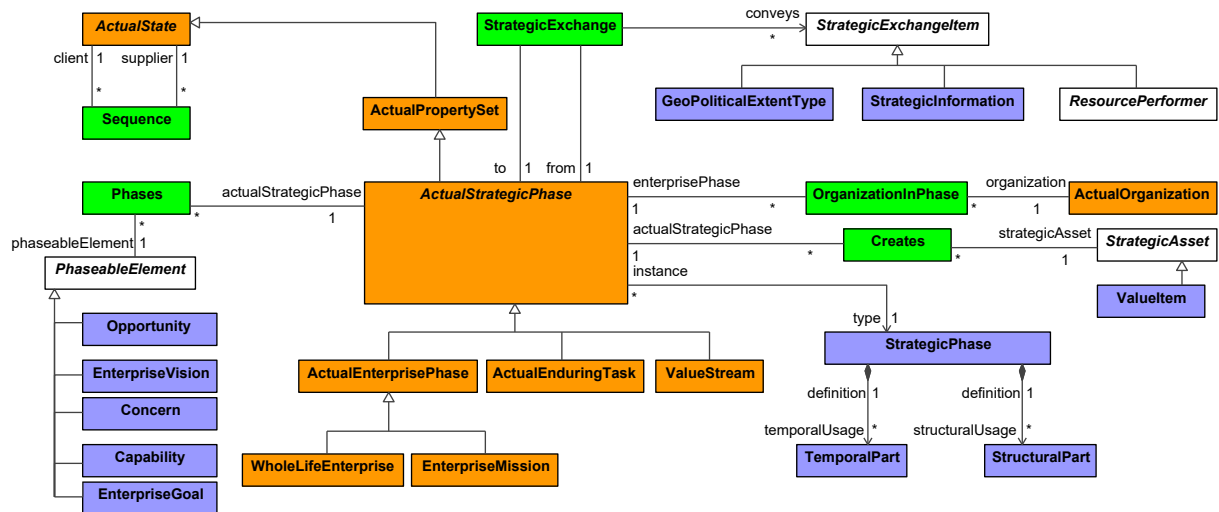 ActualState
client 1
supplier 1
*
*
Sequence
ActualPropertySet
StrategicExchange
conveys
*
StrategicExchangeItem
GeoPoliticalExtentType
StrategicInformation
ResourcePerformer
to 1
from 1
Phases
*
actualStrategicPhase
1
*
phaseableElement 1
PhaseableElement
Opportunity
EnterpriseVision
Concern
Capability
EnterpriseGoal
ActualStrategicPhase
enterprisePhase
1
*
OrganizationInPhase
*
organization
1
ActualOrganization
actualStrategicPhase
1
*
Creates
*
strategicAsset
1
StrategicAsset
ValueItem
instance
*
type 1
StrategicPhase
definition 1
definition 1
temporalUsage *
structuralUsage *
TemporalPart
StructuralPart
ActualEnterprisePhase
ActualEnduringTask
ValueStream
WholeLifeEnterprise
EnterpriseMission